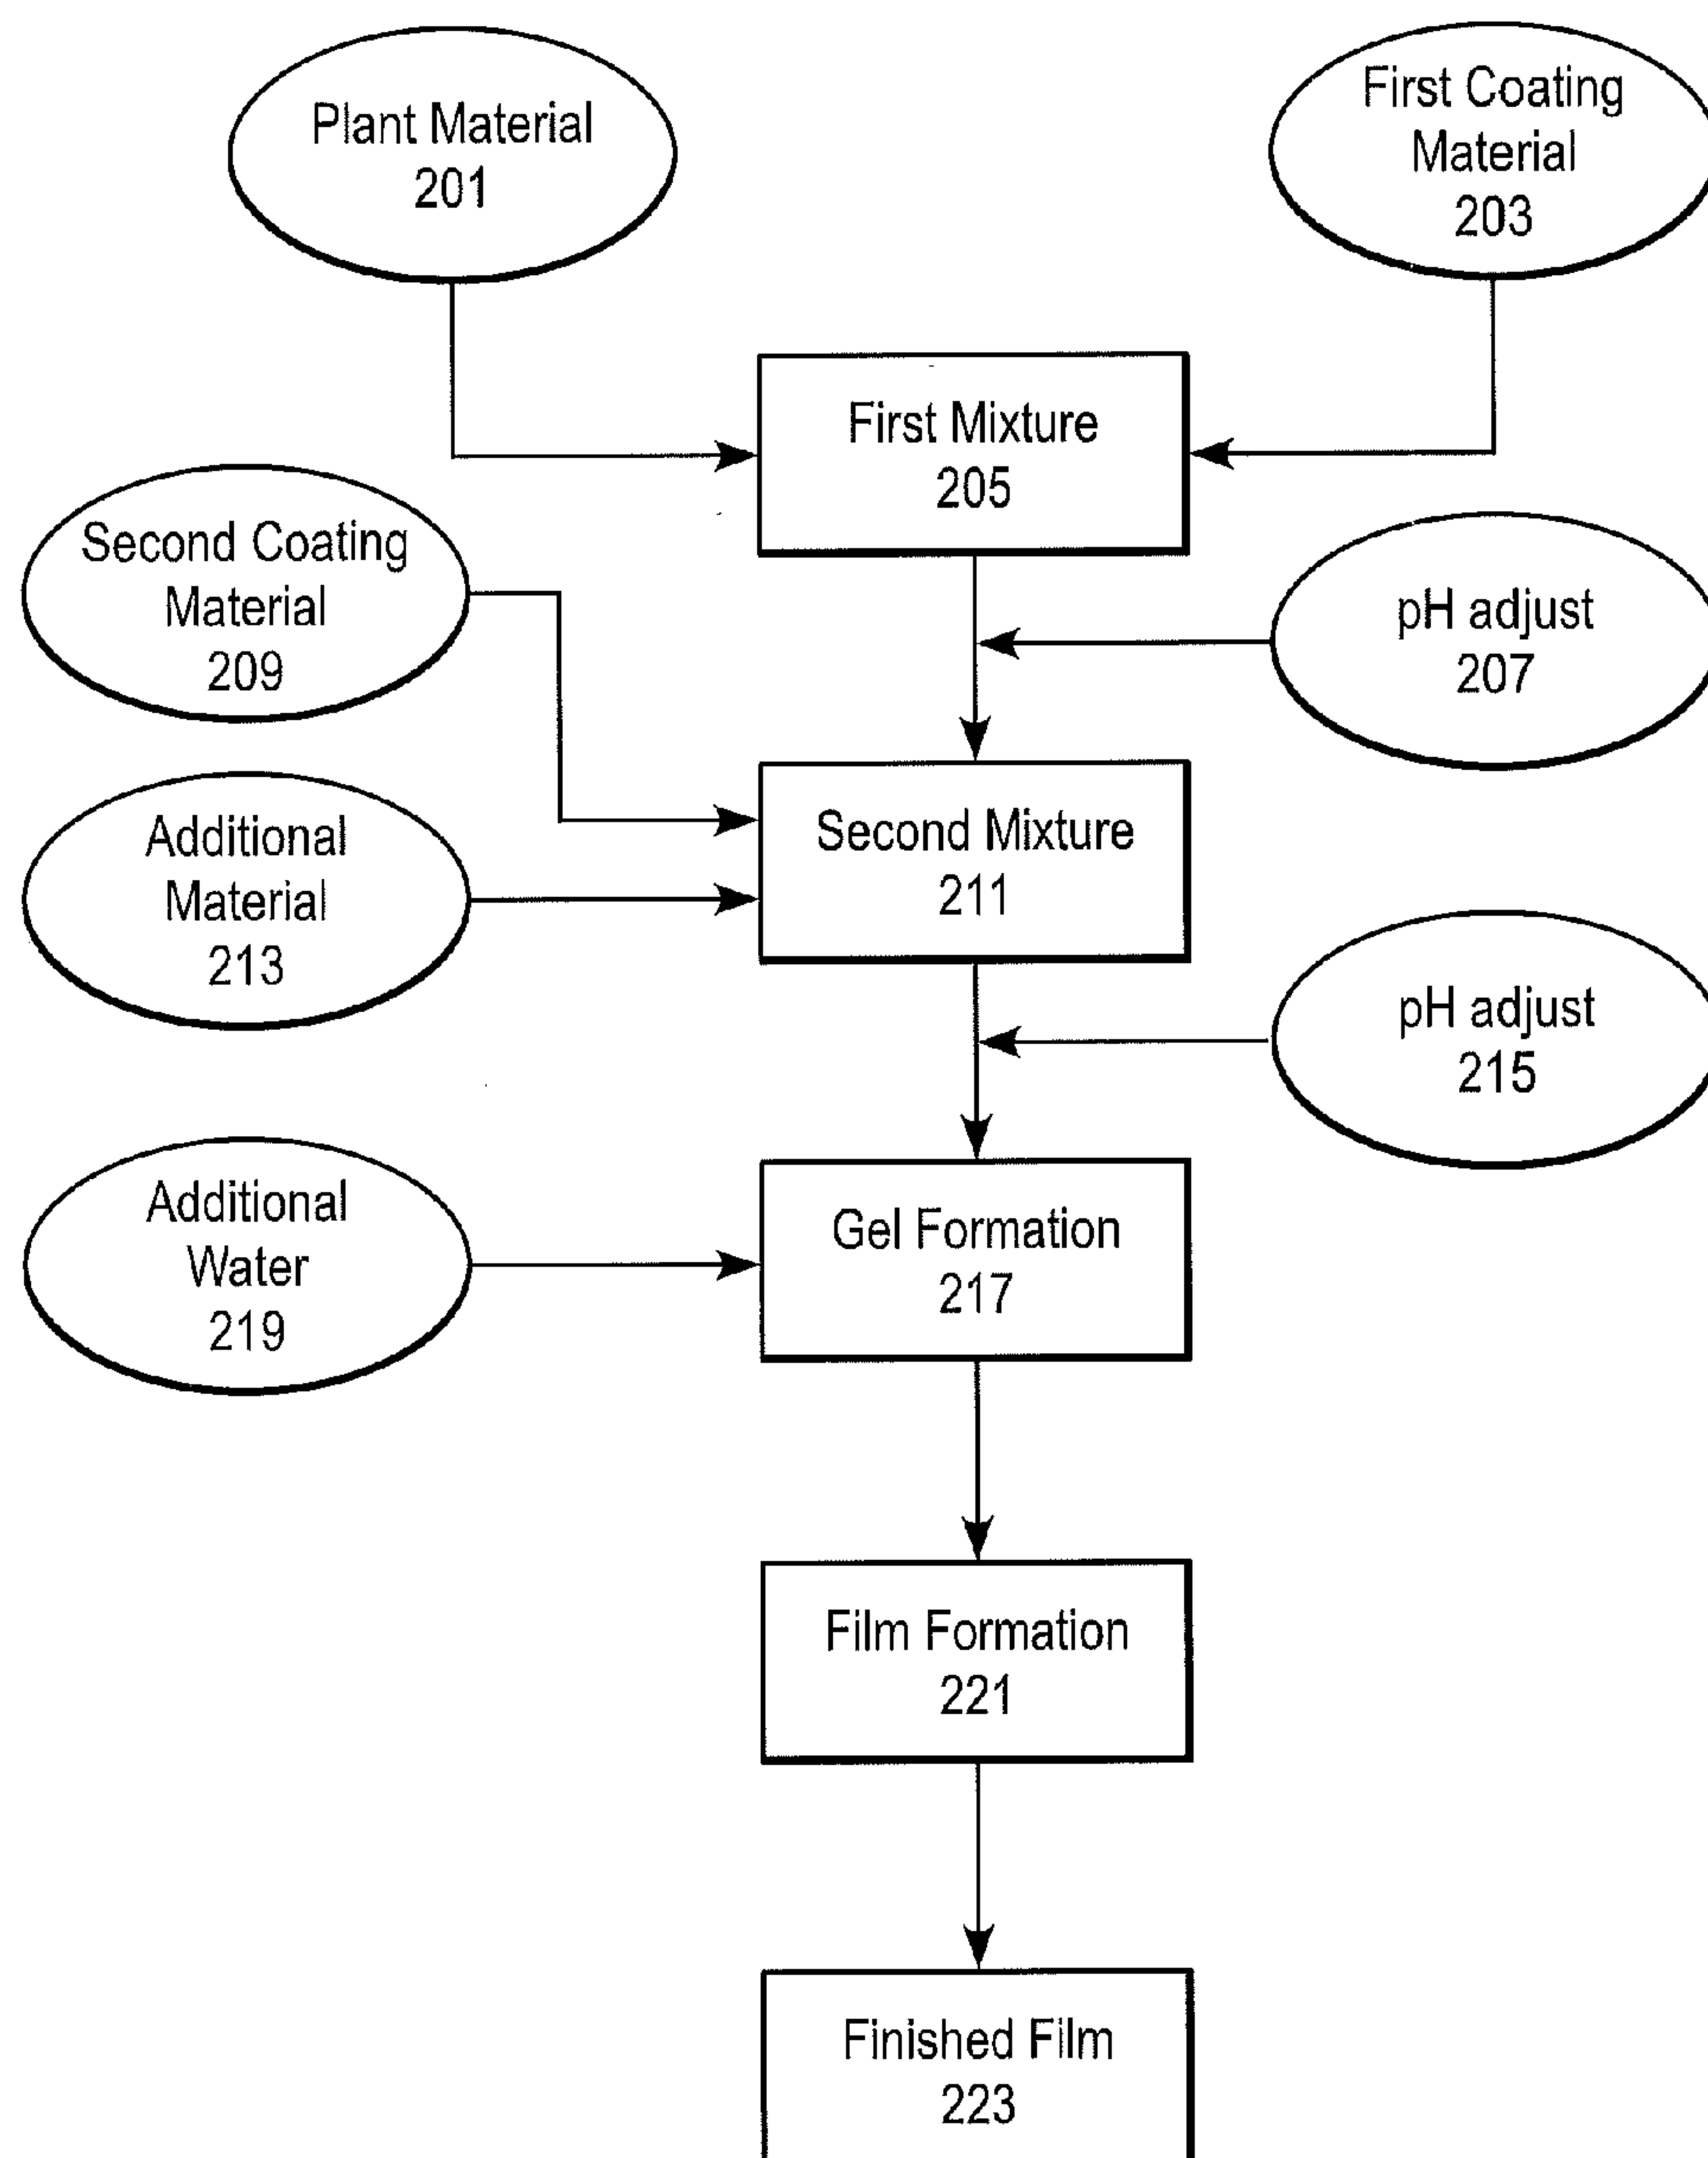 Plant Material
201
First Coating
Material
203
First Mixture
205
Second Coating
Material
209
pH adjust
207
Additional
Material
213
Second Mixture
211
pH adjust
215
Additional
Water
219
Gel Formation
217
Film Formation
221
Finished Film
223